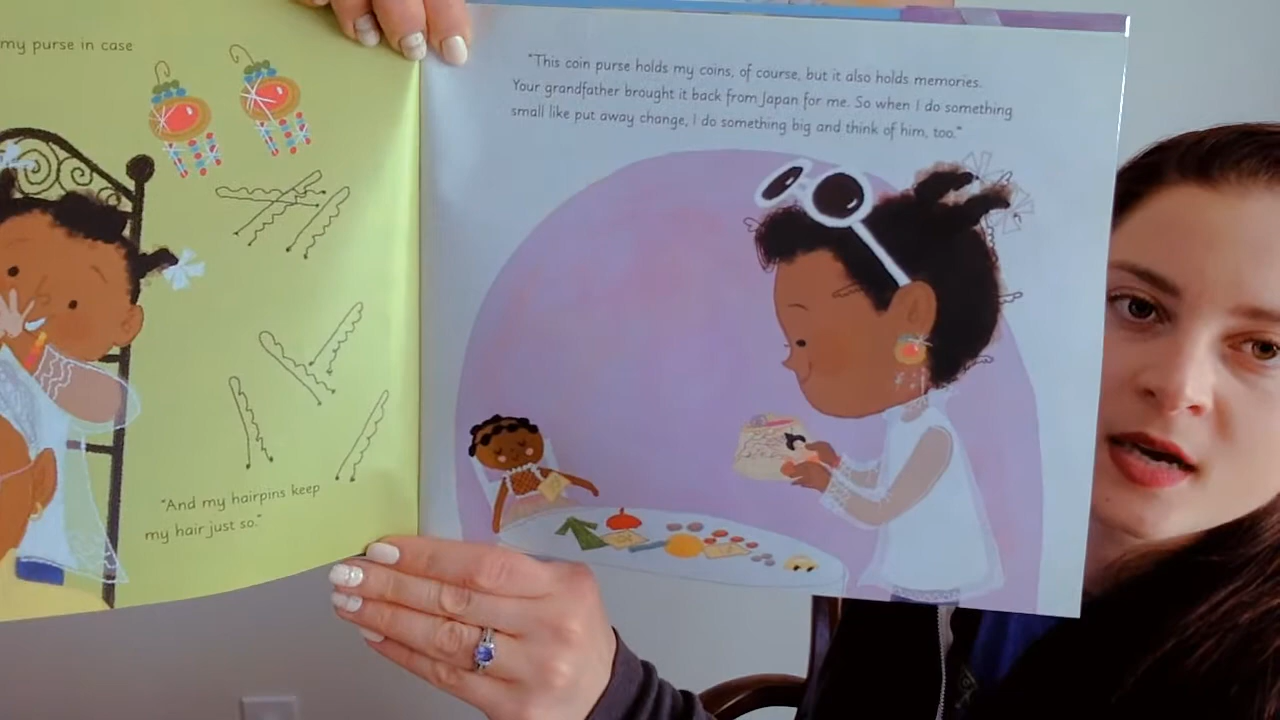 my purse in case
"And my hairpins keep
my hair just so."
"This coin purse holds my coins, of course, but it also holds memories.
Your grandfather brought it back from Japan for me. So when I do something
small like put away change, I do something big and think of him, too."